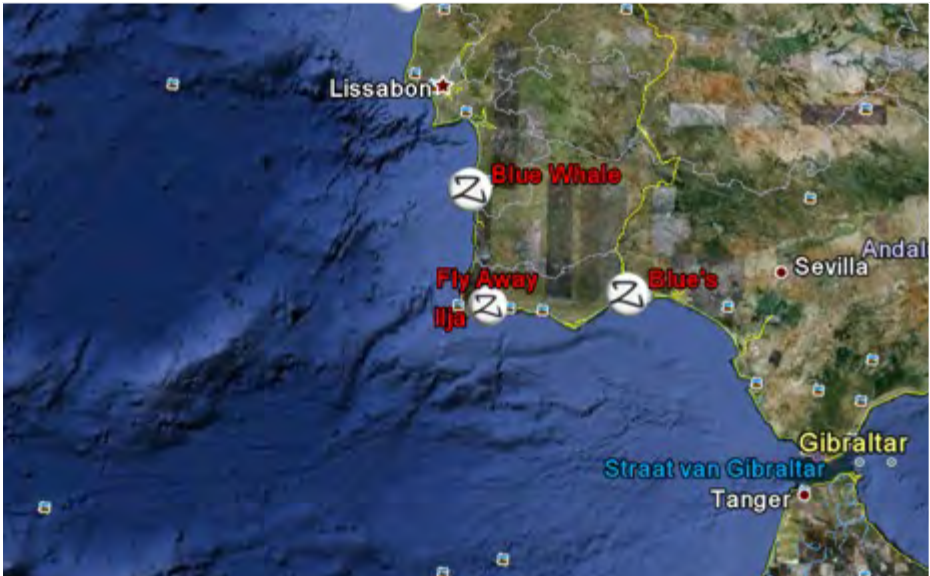 Lissabon
Blue Whale
Andal
Sevilla
Fly Away
Blue's
Ilja
Gibraltar
Straat van Gibraltar
Tanger